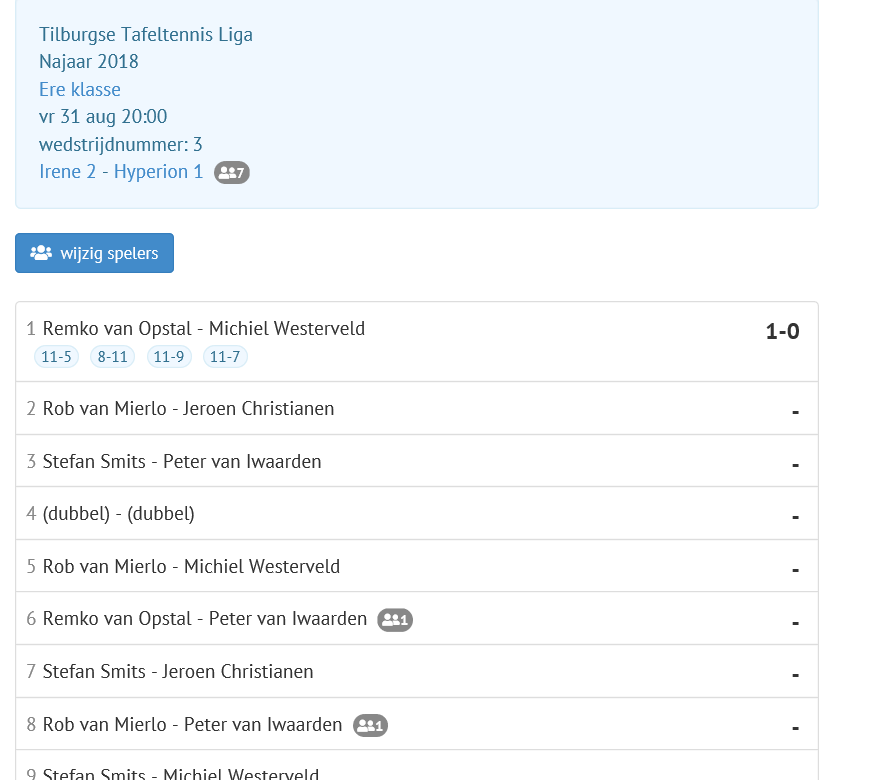 Tilburgse Tafeltennis Liga
Najaar 2018
Ere klasse
vr 31 aug 20:00
wedstrijdnummer: 3
Irene 2 - Hyperion 1 7
wijzig spelers
1 Remko van Opstal - Michiel Westerveld 1-0
11-5 8-11 11-9 11-7
2 Rob van Mierlo - Jeroen Christianen -
3 Stefan Smits - Peter van Iwaarden -
4 (dubbel) - (dubbel) -
5 Rob van Mierlo - Michiel Westerveld -
6 Remko van Opstal - Peter van Iwaarden 1 -
7 Stefan Smits - Jeroen Christianen -
8 Rob van Mierlo - Peter van Iwaarden 1 -
9 Stefan Smits - Michiel Westerveld